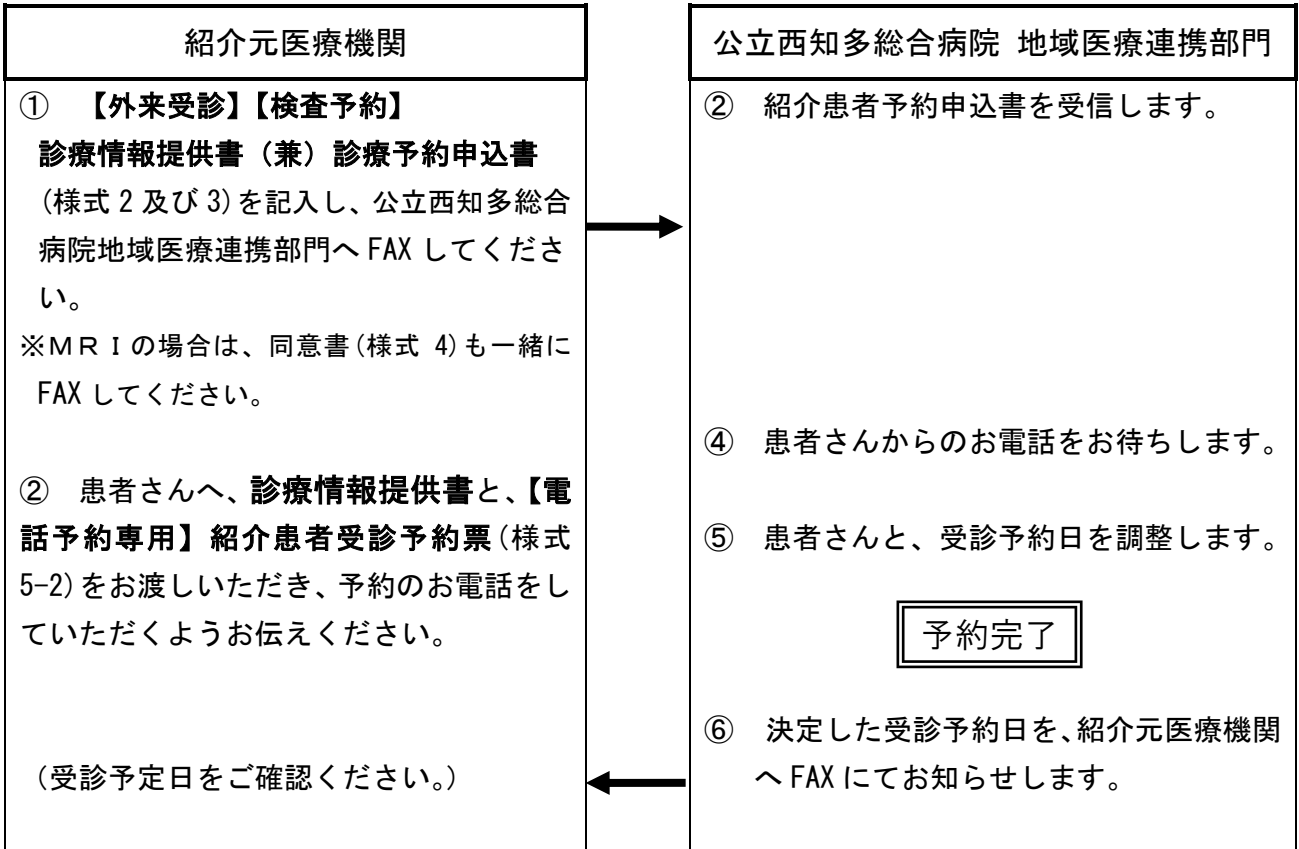 紹介元医療機関
① 【外来受診】【検査予約】
診療情報提供書（兼）診療予約申込書
(様式 2 及び 3)を記入し、公立西知多総合
病院地域医療連携部門へ FAX してくださ
い。
※ＭＲＩの場合は、同意書(様式 4)も一緒に
FAX してください。
② 患者さんへ、診療情報提供書と、【電
話予約専用】紹介患者受診予約票(様式
5-2)をお渡しいただき、予約のお電話をし
ていただくようお伝えください。
（受診予定日をご確認ください。）
公立西知多総合病院 地域医療連携部門
② 紹介患者予約申込書を受信します。
④ 患者さんからのお電話をお待ちします。
⑤ 患者さんと、受診予約日を調整します。
予約完了
⑥ 決定した受診予約日を、紹介元医療機関
へ FAX にてお知らせします。